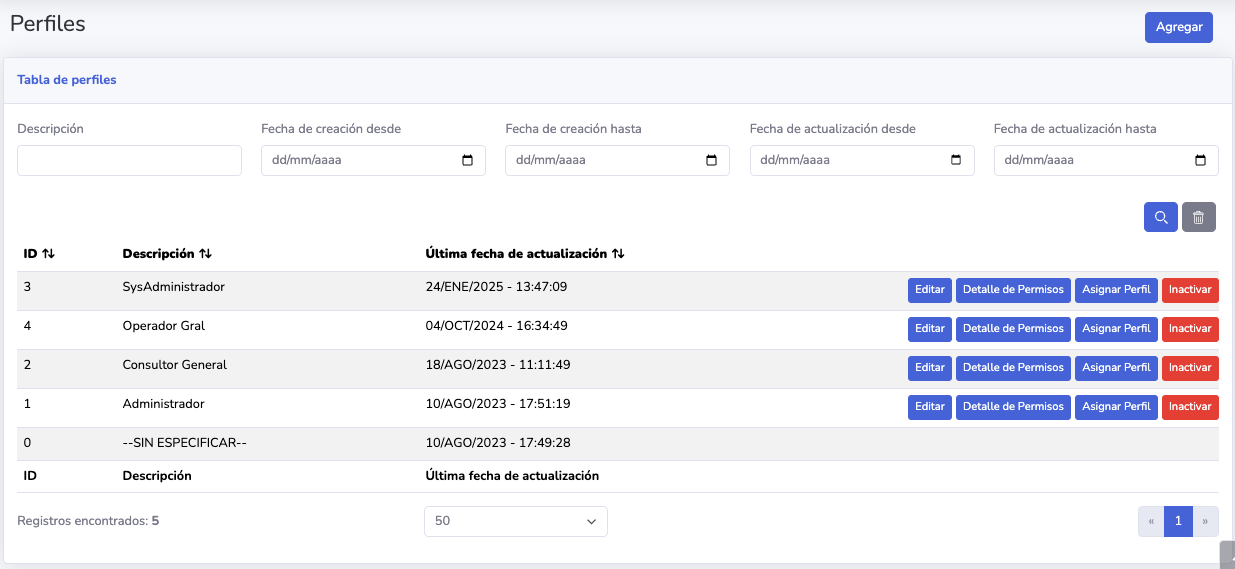 Perfiles
Agregar
Tabla de perfiles
Descripción Fecha de creación desde Fecha de creación hasta Fecha de actualización desde Fecha de actualización hasta
dd/mm/aaaa dd/mm/aaaa dd/mm/aaaa dd/mm/aaaa
ID Descripción Última fecha de actualización
3 SysAdministrador 24/ENE/2025 - 13:47:09 Editar Detalle de Permisos Asignar Perfil Inactivar
4 Operador Gral 04/OCT/2024 - 16:34:49 Editar Detalle de Permisos Asignar Perfil Inactivar
2 Consultor General 18/AGO/2023 - 11:11:49 Editar Detalle de Permisos Asignar Perfil Inactivar
1 Administrador 10/AGO/2023 - 17:51:19 Editar Detalle de Permisos Asignar Perfil Inactivar
0 --SIN ESPECIFICAR-- 10/AGO/2023 - 17:49:28
ID Descripción Última fecha de actualización
Registros encontrados: 5 50 « 1 »